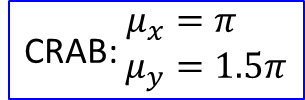 CRAB: μx = π
μy = 1.5π